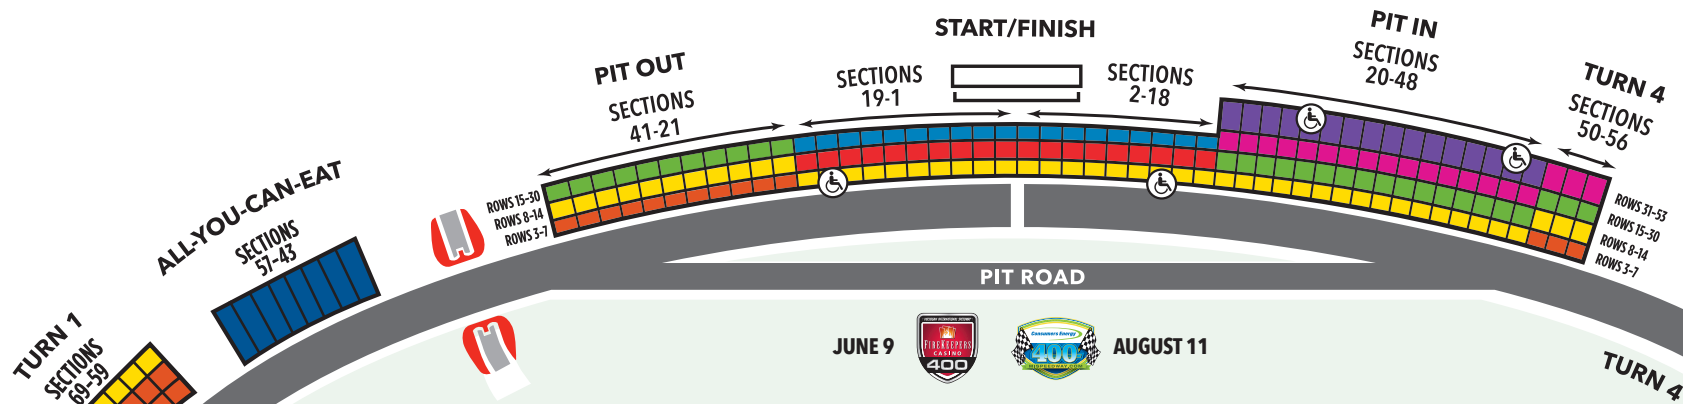 START/FINISH
PIT IN
SECTIONS
20-48
PIT OUT
SECTIONS
41-21
SECTIONS
19-1
SECTIONS
2-18
TURN 4
SECTIONS
50-56
ALL-YOU-CAN-EAT
SECTIONS
57-43
ROWS 15-30
ROWS 8-14
ROWS 3-7
ROWS 31-53
ROWS 15-30
ROWS 8-14
ROWS 3-7
PIT ROAD
TURN 1
SECTIONS
69-59
JUNE 9
FIREKEEPERS
CASINO
400
Consumers Energy
400
AUGUST 11
TURN 4